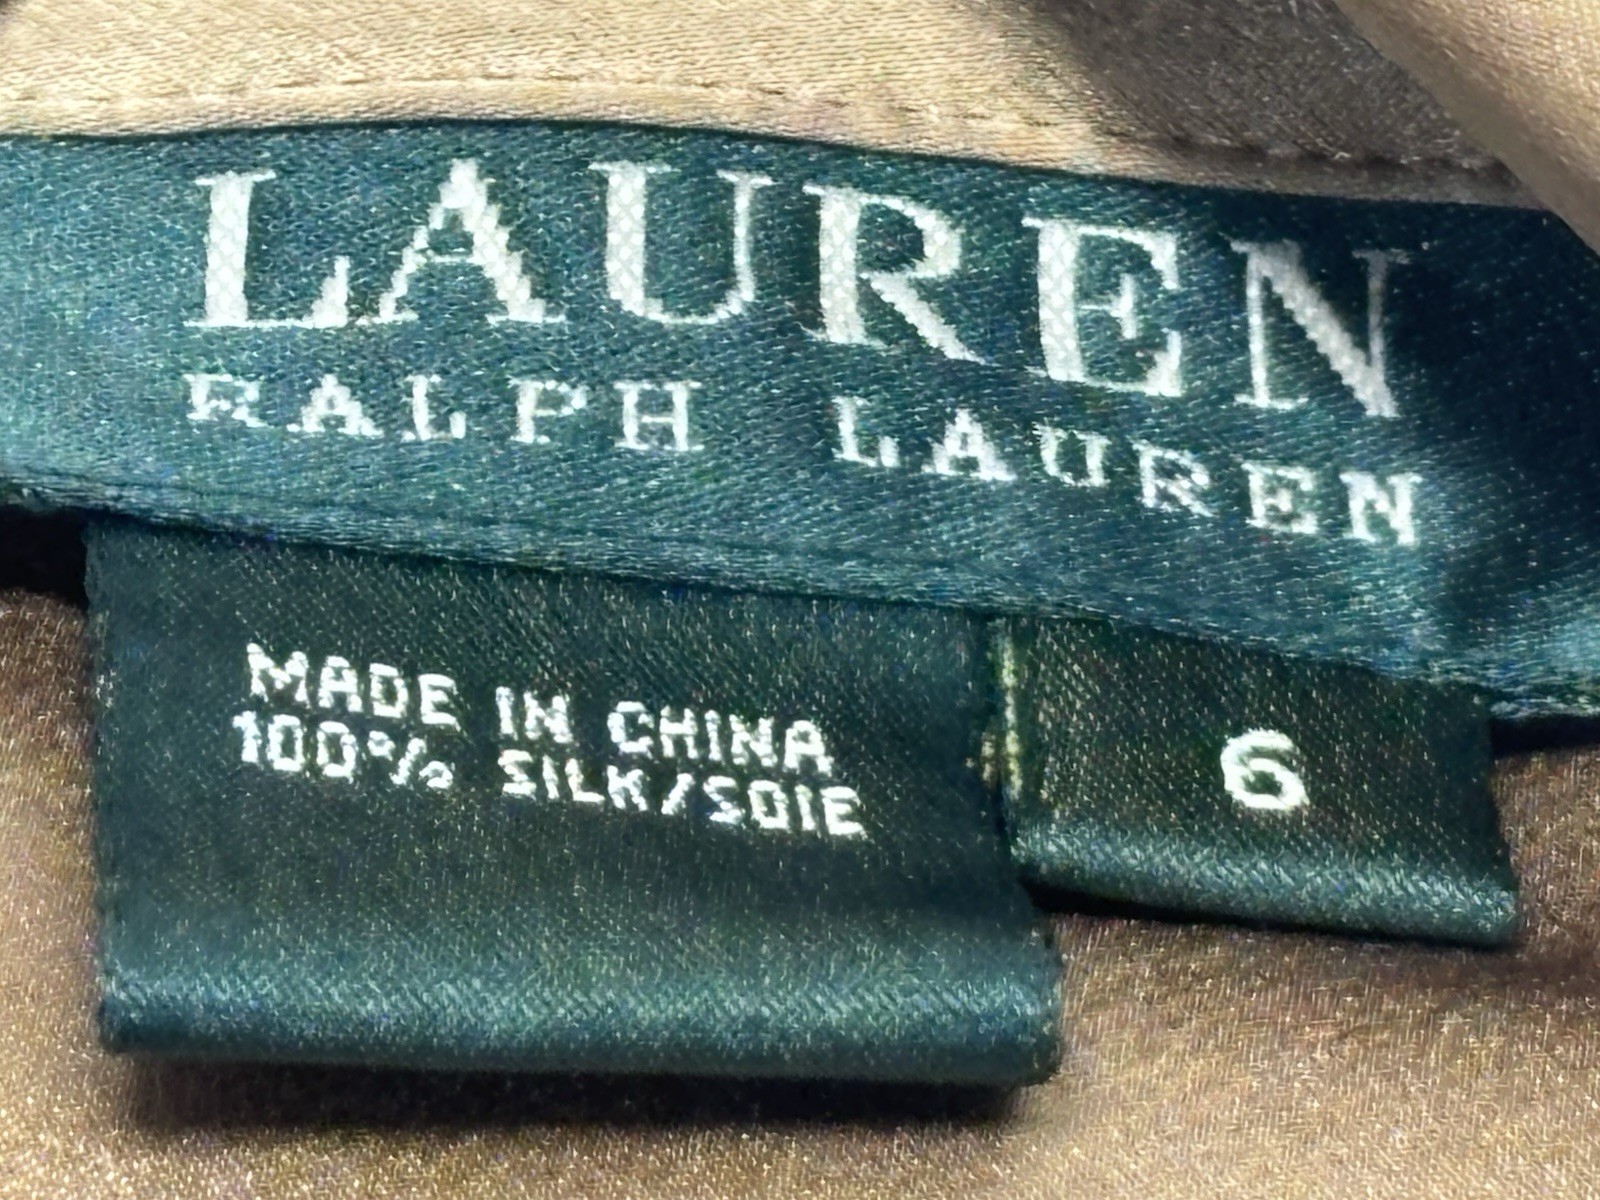 LAUREN
RALPH LAUREN
MADE IN CHINA
100% SILK/SOIE
6